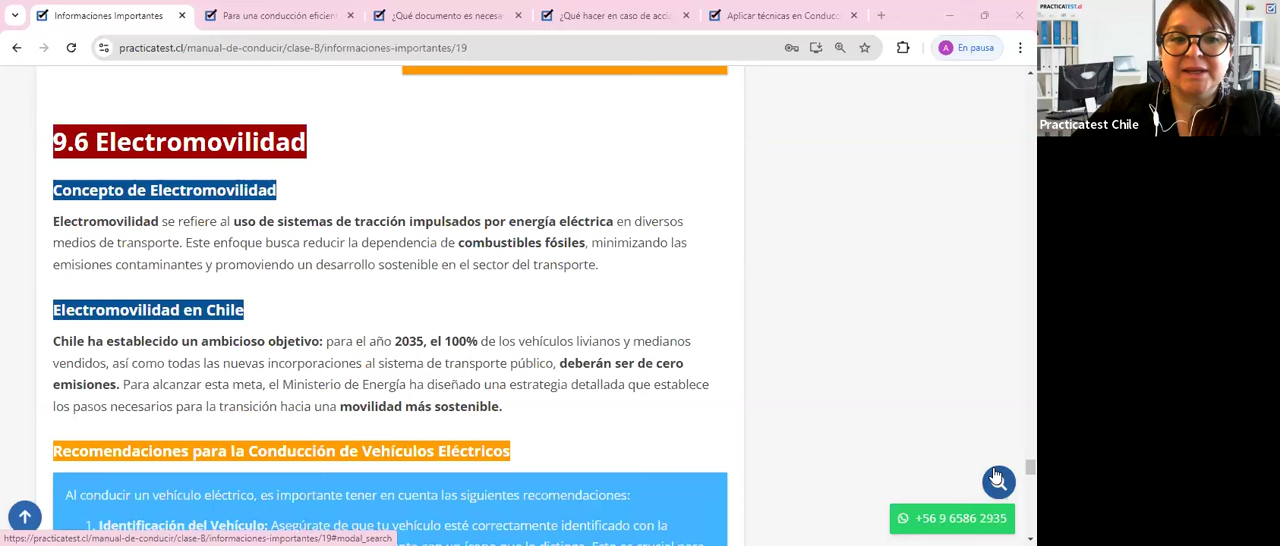 Informaciones Importantes
Para una conducción eficien
¿Qué documento es necesa
¿Qué hacer en caso de acci
Aplicar técnicas en Conducc
practicatest.cl/manual-de-conducir/clase-B/informaciones-importantes/19
A En pausa
PRACTICATEST.cl
Practicatest Chile
9.6 Electromovilidad
Concepto de Electromovilidad
Electromovilidad se refiere al uso de sistemas de tracción impulsados por energía eléctrica en diversos
medios de transporte. Este enfoque busca reducir la dependencia de combustibles fósiles, minimizando las
emisiones contaminantes y promoviendo un desarrollo sostenible en el sector del transporte.
Electromovilidad en Chile
Chile ha establecido un ambicioso objetivo: para el año 2035, el 100% de los vehículos livianos y medianos
vendidos, así como todas las nuevas incorporaciones al sistema de transporte público, deberán ser de cero
emisiones. Para alcanzar esta meta, el Ministerio de Energía ha diseñado una estrategia detallada que establece
los pasos necesarios para la transición hacia una movilidad más sostenible.
Recomendaciones para la Conducción de Vehículos Eléctricos
Al conducir un vehículo eléctrico, es importante tener en cuenta las siguientes recomendaciones:
1. Identificación del Vehículo: Asegúrate de que tu vehículo esté correctamente identificado con la
+56 9 6586 2935
https://practicatest.cl/manual-de-conducir/clase-B/informaciones-importantes/19#modal_search